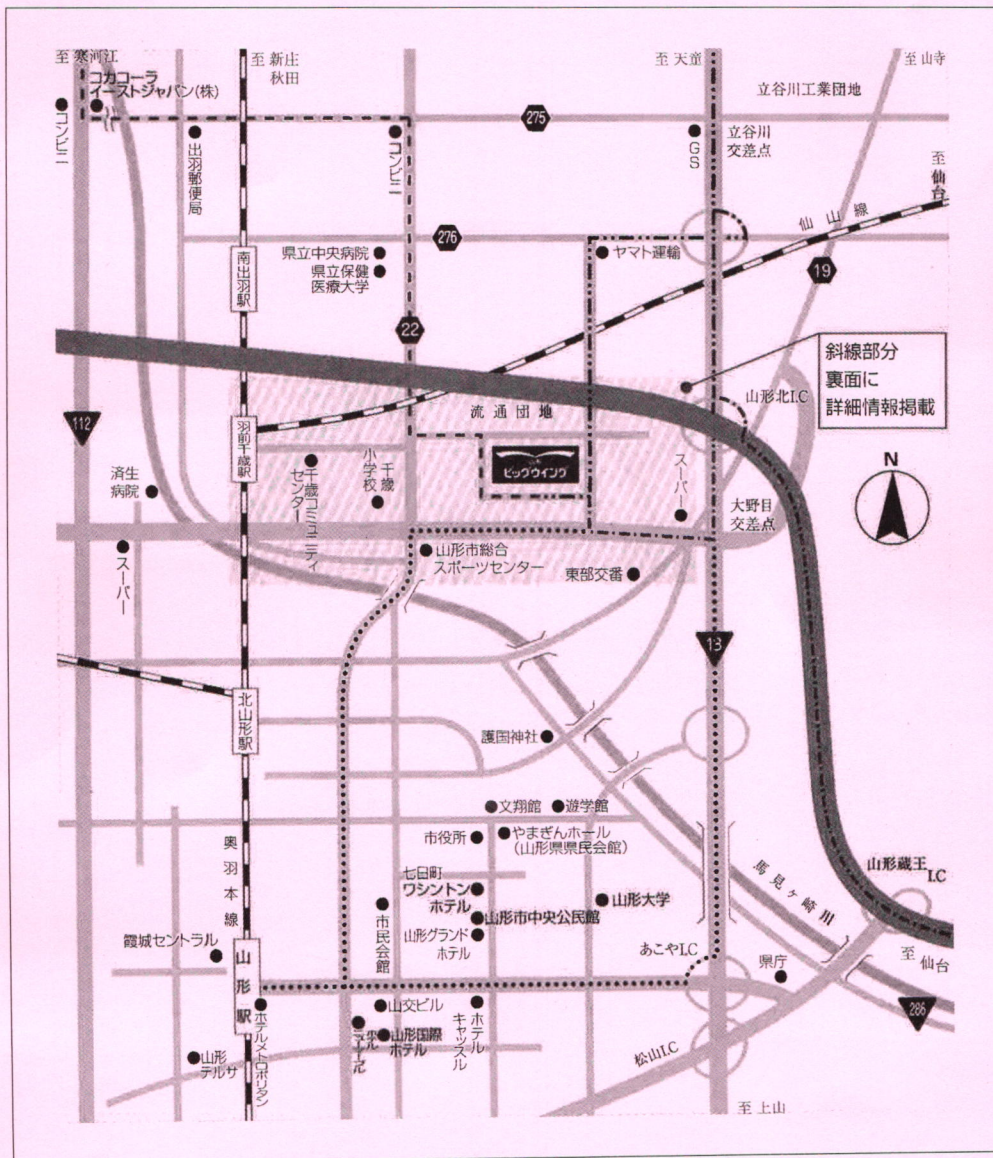 至 寒河江
至 新庄
秋田
至 天童
至 山寺
コカコーラ
イーストジャパン(株)
コンビニ
出羽郵便局
コンビニ
275
GS
立谷川工業団地
立谷川
交差点
至 仙台
仙山線
276
県立中央病院
県立保健
医療大学
ヤマト運輸
19
南出羽駅
22
斜線部分
裏面に
詳細情報掲載
山形北I.C
112
流通団地
羽前千歳駅
ビッグウイング
千歳
小学校
千歳コミュニティ
センター
済生
病院
スーパー
N
大野目
交差点
スーパー
山形市総合
スポーツセンター
東部交番
13
北山形駅
護国神社
文翔館
遊学館
市役所
やまぎんホール
(山形県県民会館)
奥羽本線
七日町
ワシントン
ホテル
山形市中央公民館
山形グランド
ホテル
市民会館
山形大学
馬見ヶ崎川
山形蔵王
I.C
至 仙台
霞城セントラル
山形駅
あこやI.C
県庁
286
山交ビル
ホテル
キャッスル
山形国際
ホテル
ホテルメトロポリタン
山形
テルサ
松山I.C
至 上山